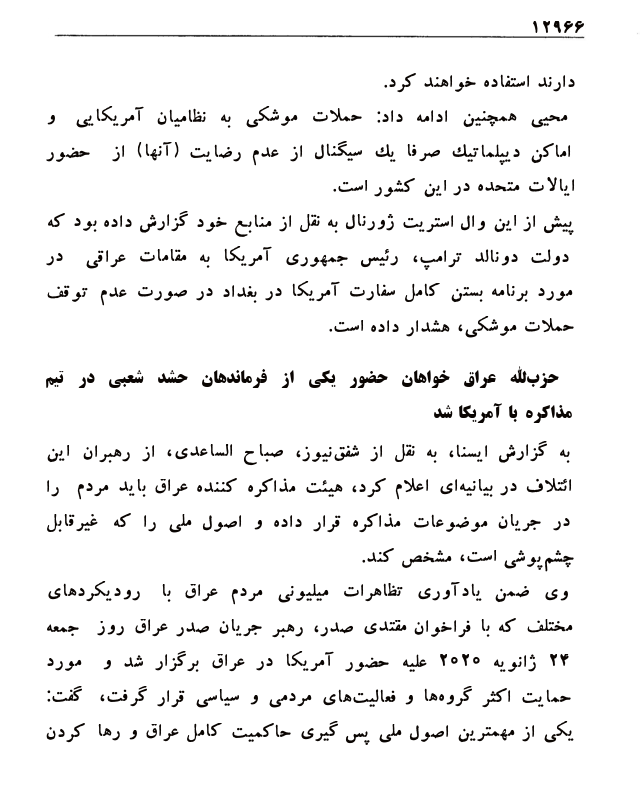 ۱۲۹۶۶
دارند استفاده خواهند کرد.
محیی همچنین ادامه داد: حملات موشکی به نظامیان آمریکایی و
اماکن دیپلماتیك صرفا یك سیگنال از عدم رضایت (آنها) از حضور
ایالات متحده در این کشور است.
پیش از این وال استریت ژورنال به نقل از منابع خود گزارش داده بود که
دولت دونالد ترامپ، رئیس جمهوری آمریکا به مقامات عراقی در
مورد برنامه بستن کامل سفارت آمریکا در بغداد در صورت عدم توقف
حملات موشکی، هشدار داده است.
حزب‌الله عراق خواهان حضور یکی از فرماندهان حشد شعبی در تیم
مذاکره با آمریکا شد
به گزارش ایسنا، به نقل از شفق‌نیوز، صباح الساعدی، از رهبران این
ائتلاف در بیانیه‌ای اعلام کرد، هیئت مذاکره کننده عراق باید مردم را
در جریان موضوعات مذاکره قرار داده و اصول ملی را که غیرقابل
چشم‌پوشی است، مشخص کند.
وی ضمن یادآوری تظاهرات میلیونی مردم عراق با رودیکردهای
مختلف که با فراخوان مقتدی صدر، رهبر جریان صدر عراق روز جمعه
۲۴ ژانویه ۲۰۲۰ علیه حضور آمریکا در عراق برگزار شد و مورد
حمایت اکثر گروه‌ها و فعالیت‌های مردمی و سیاسی قرار گرفت، گفت:
یکی از مهمترین اصول ملی پس گیری حاکمیت کامل عراق و رها کردن